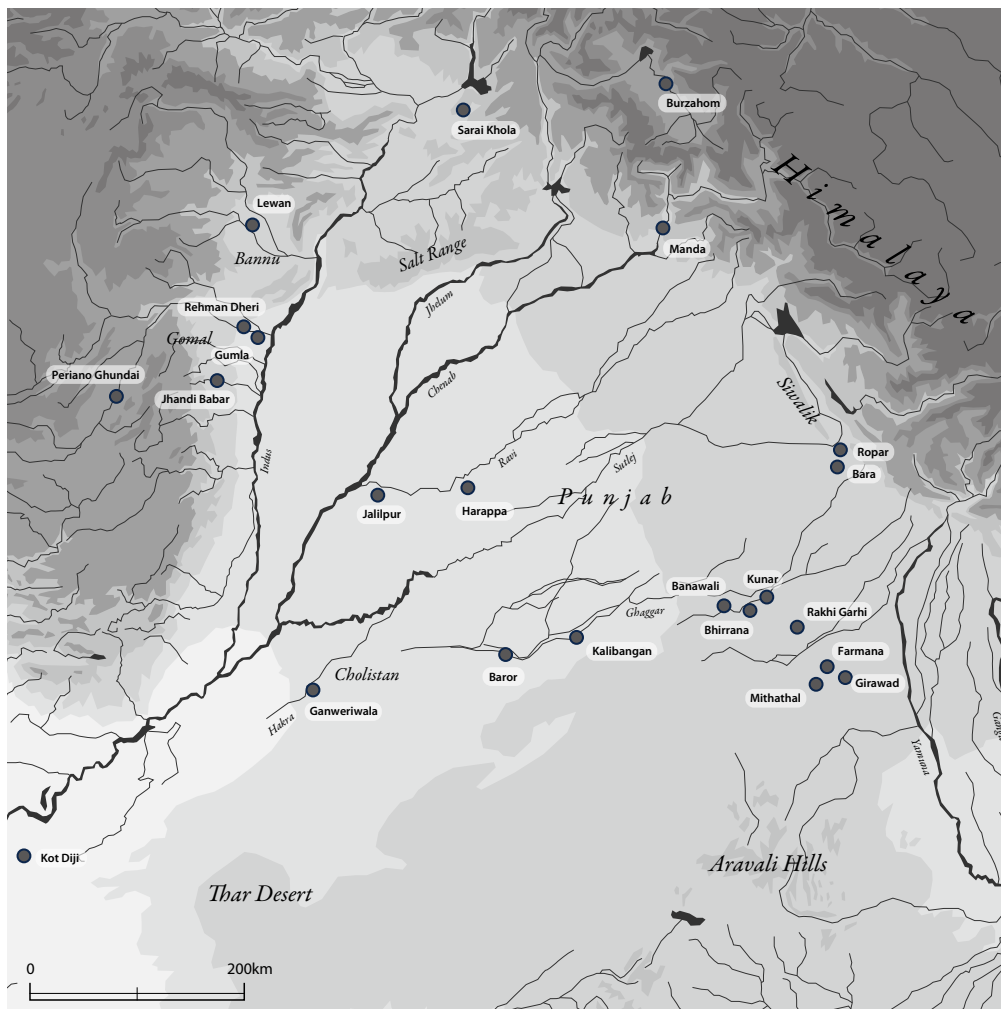 Burzahom
Sarai Khola
Himalaya
Lewan
Manda
Salt Range
Bannu
Jhelum
Rehman Dheri
Gomal
Gumla
Periano Ghundai
Chenab
Jhandi Babar
Siwalik
Ropar
Indus
Ravi
Sutlej
Bara
Punjab
Jalilpur
Harappa
Kunar
Banawali
Ghaggar
Rakhi Garhi
Bhirrana
Kalibangan
Farmana
Cholistan
Baror
Girawad
Mithathal
Ganweriwala
Hakra
Yamuna
Kot Diji
Aravali Hills
Thar Desert
0 200km